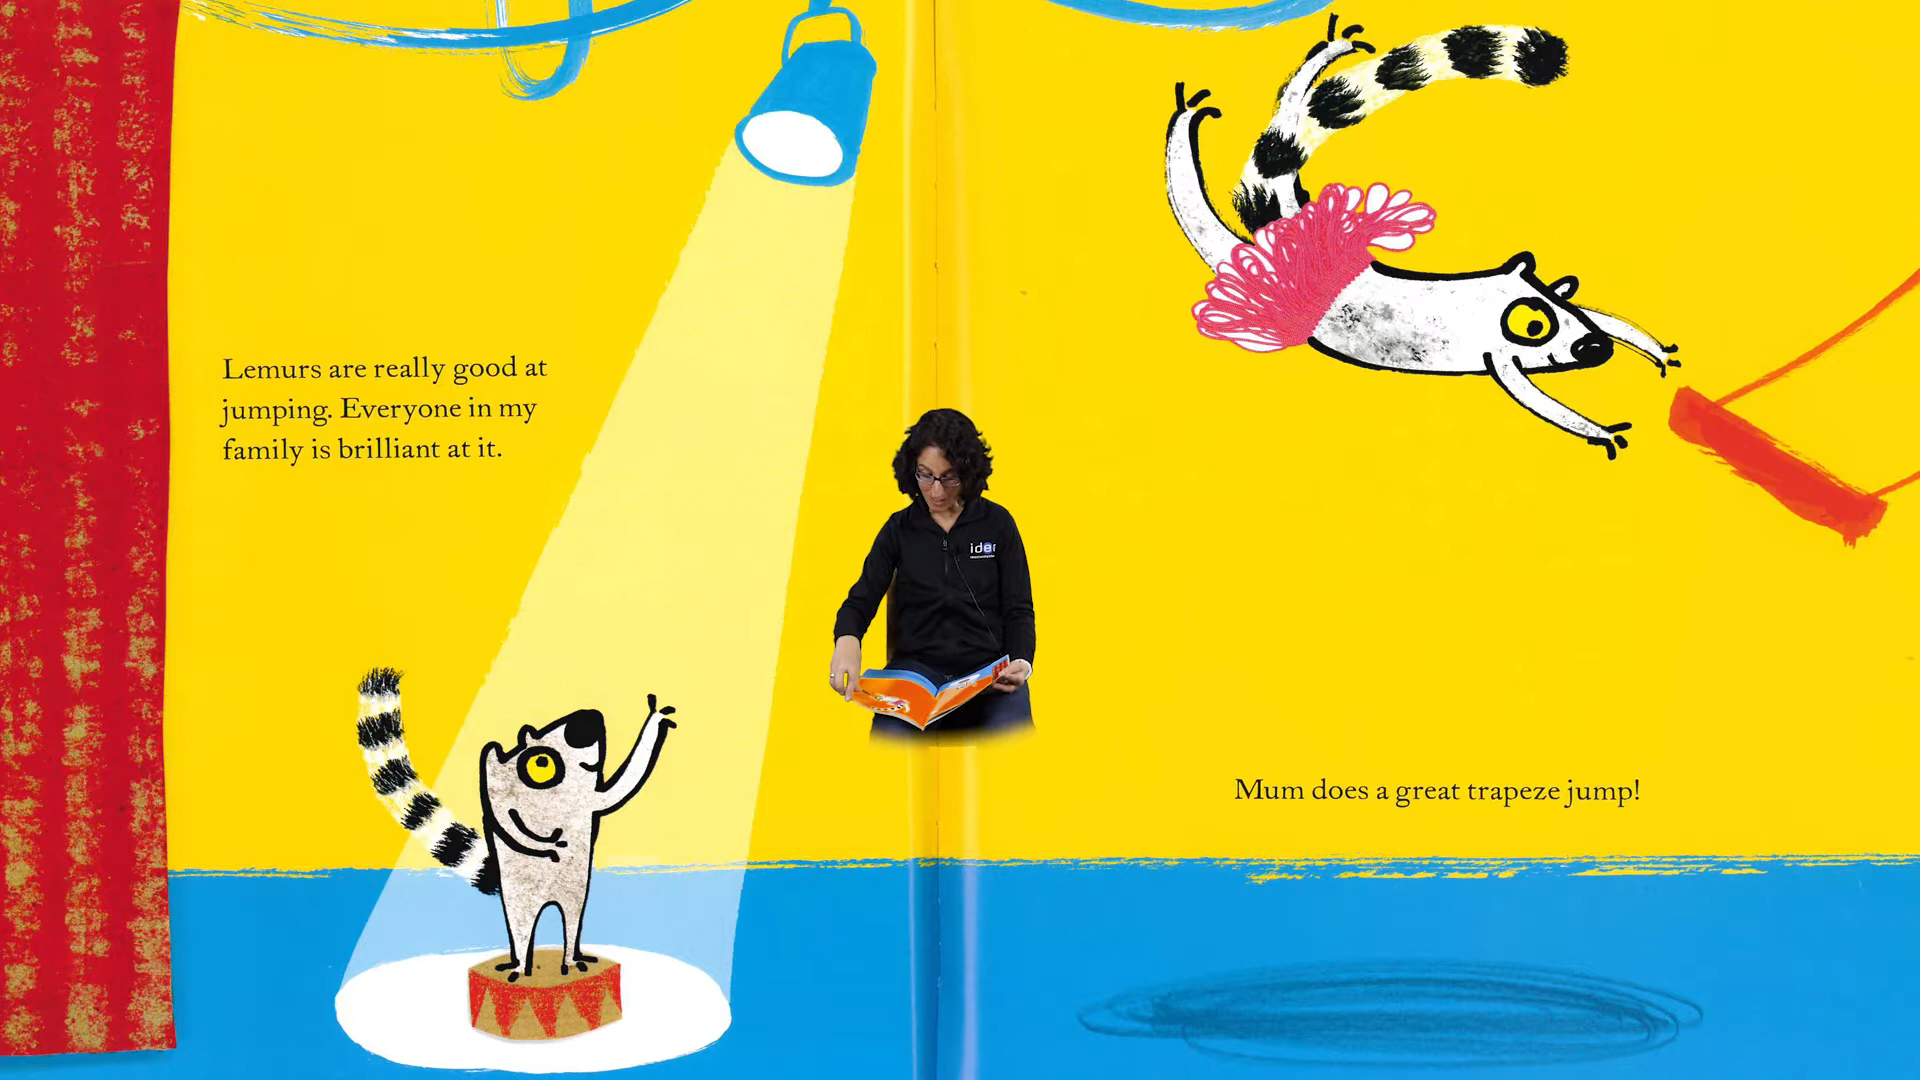 Lemurs are really good at
jumping. Everyone in my
family is brilliant at it.
idea
Mum does a great trapeze jump!